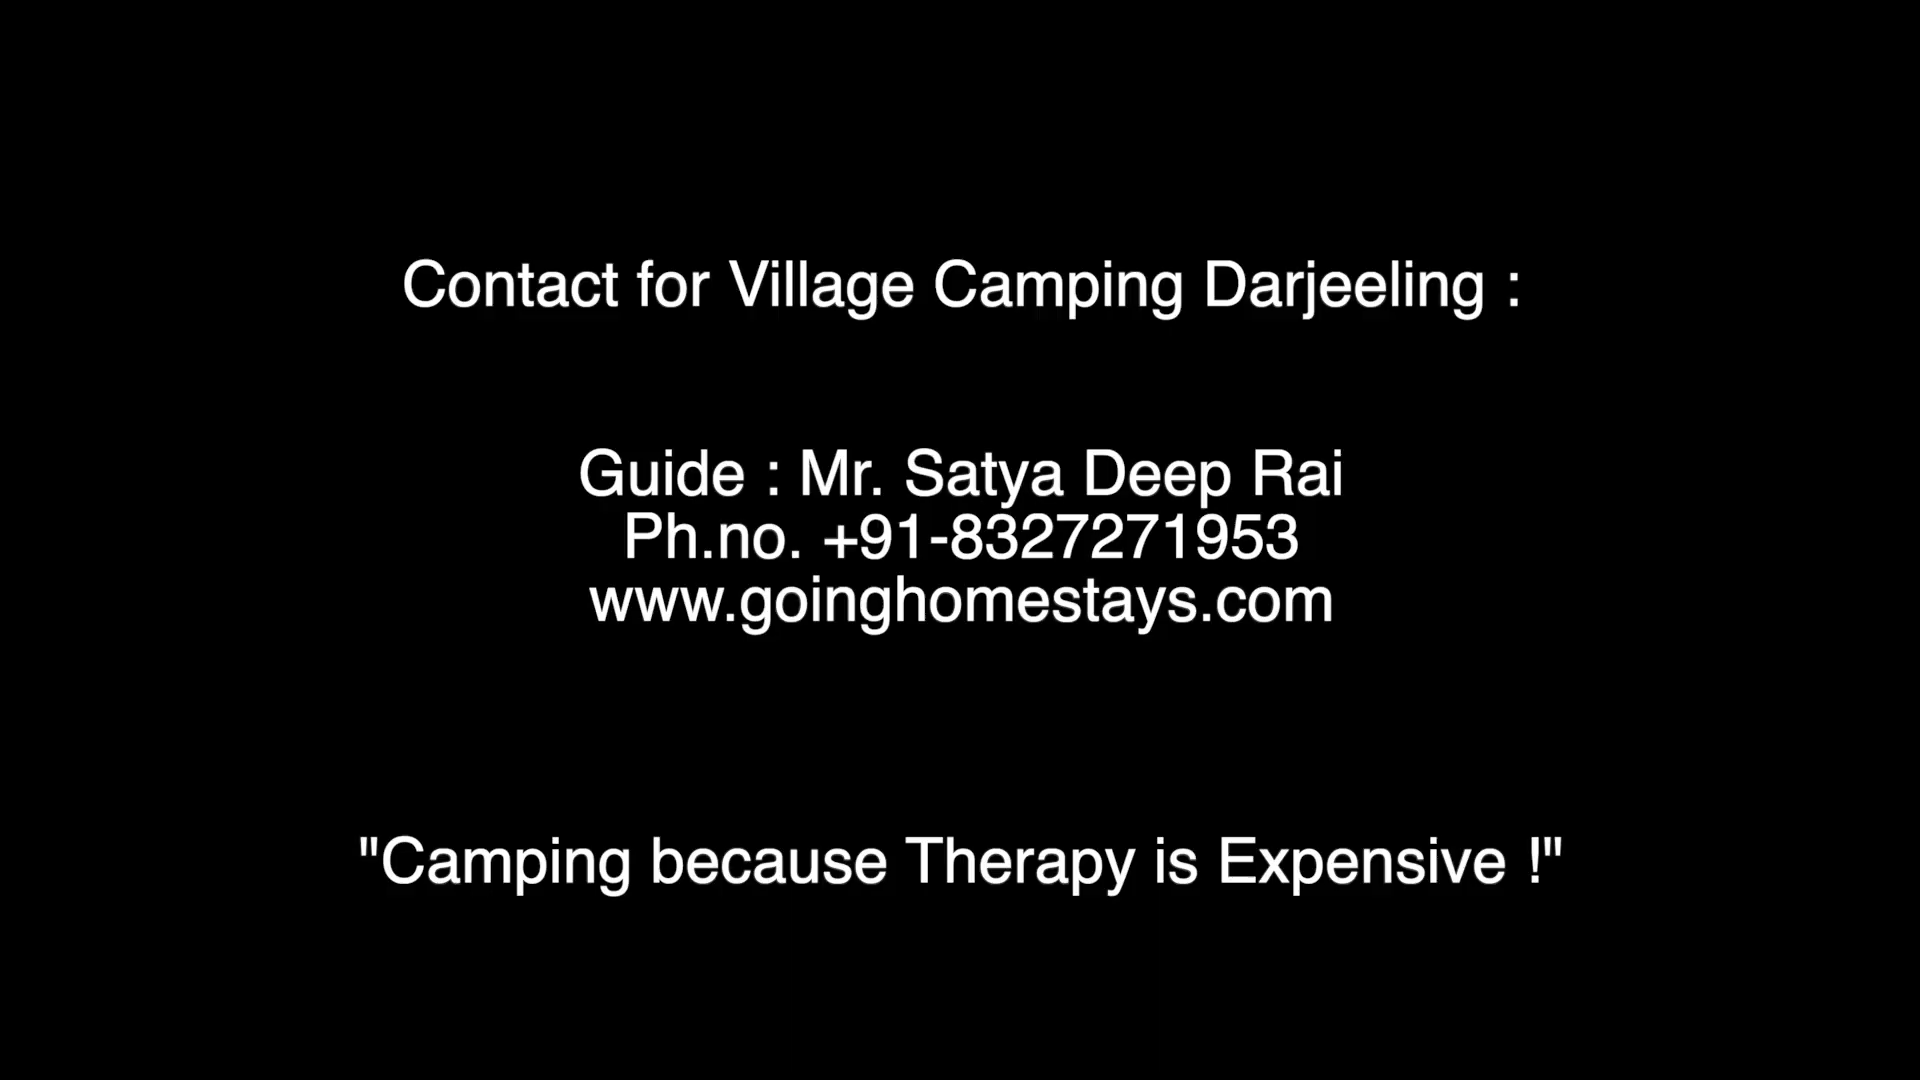 Contact for Village Camping Darjeeling :
Guide : Mr. Satya Deep Rai
Ph.no. +91-8327271953
www.goinghomestays.com
"Camping because Therapy is Expensive !"